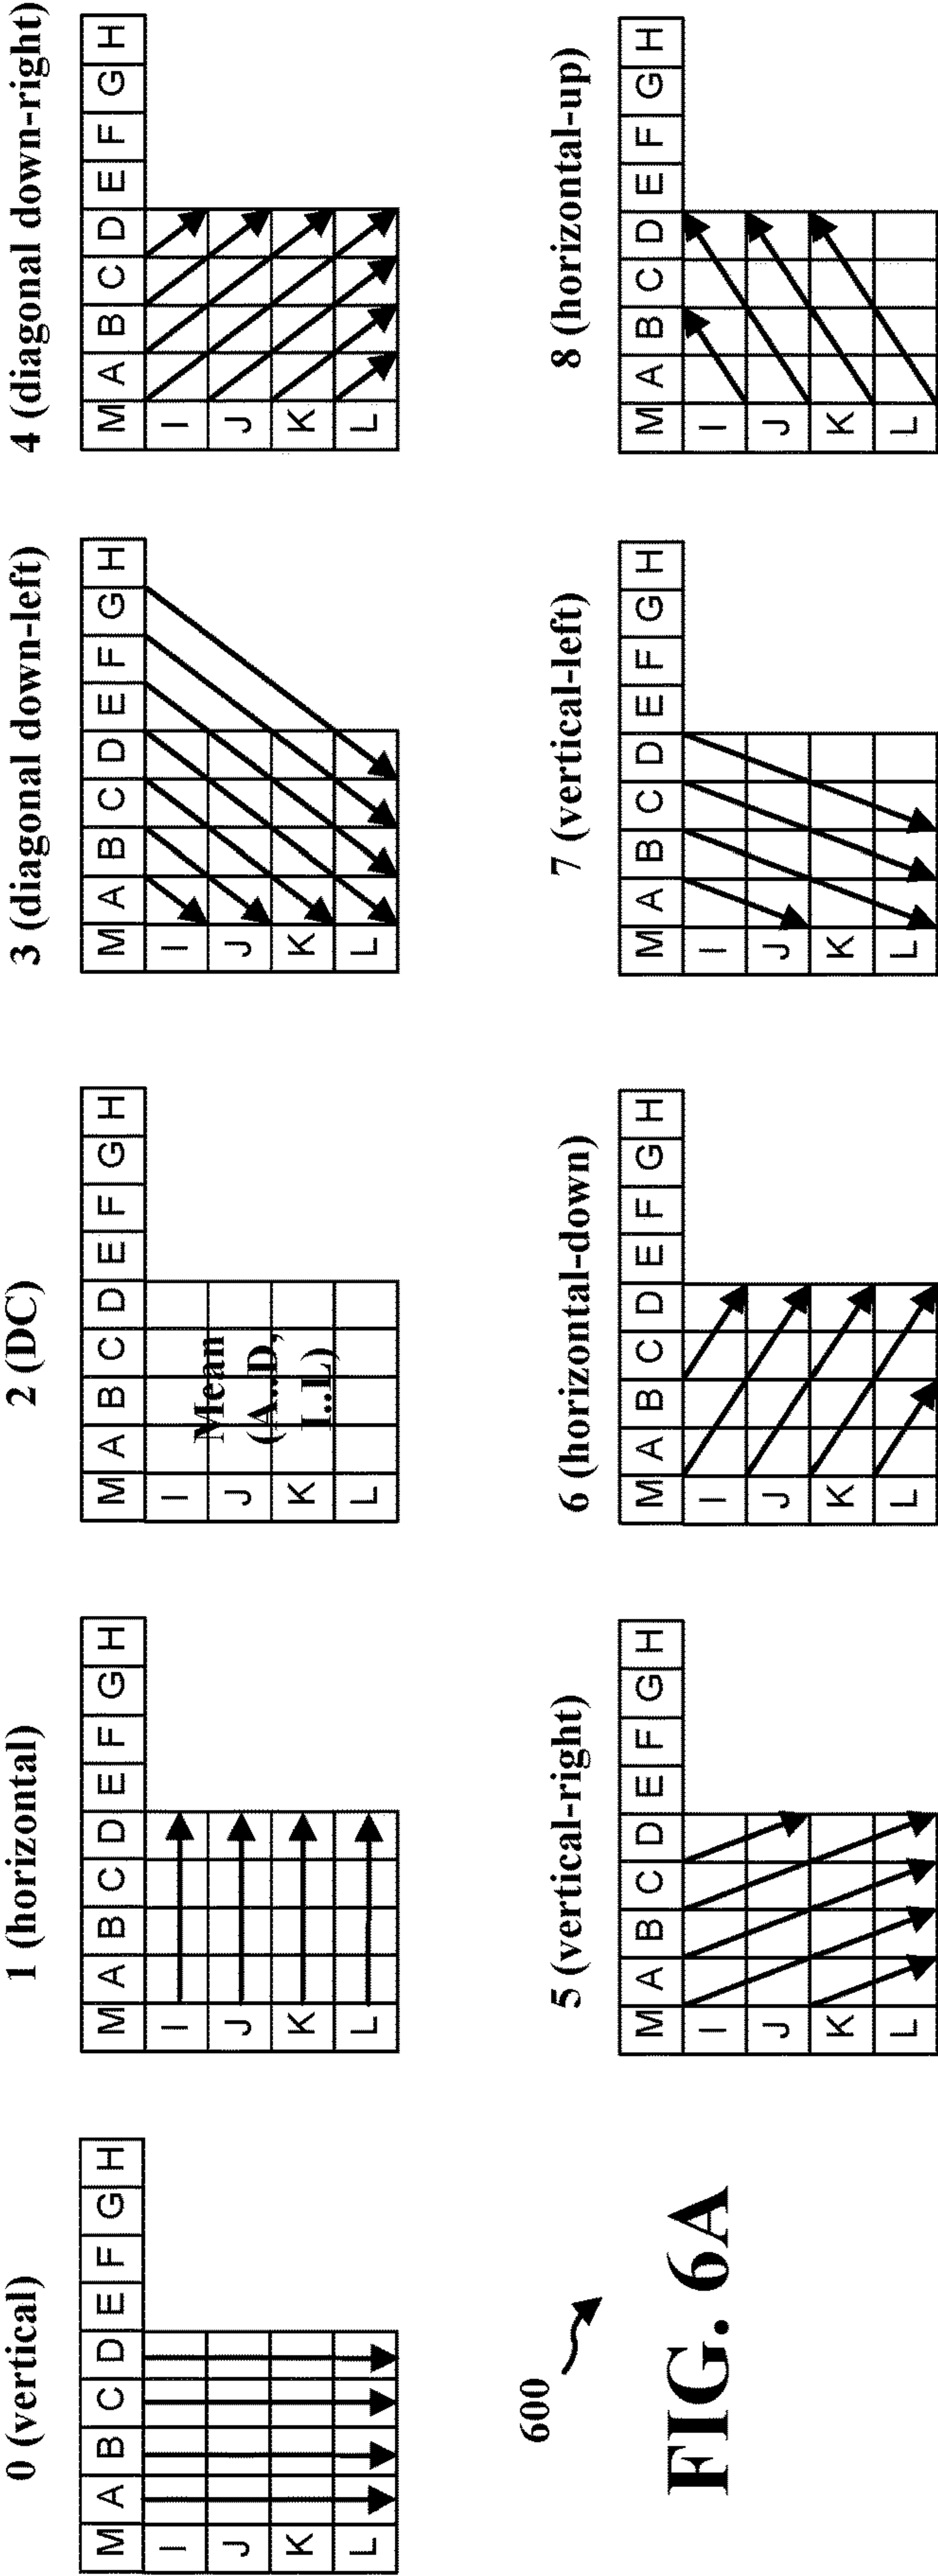 0 (vertical)
M A B C D E F G H
I
J
K
L
1 (horizontal)
M A B C D E F G H
I
J
K
L
2 (DC)
M A B C D E F G H
I
J
K
L
Mean
(A..D,
I..L)
3 (diagonal down-left)
M A B C D E F G H
I
J
K
L
4 (diagonal down-right)
M A B C D E F G H
I
J
K
L
600
FIG. 6A
5 (vertical-right)
M A B C D E F G H
I
J
K
L
6 (horizontal-down)
M A B C D E F G H
I
J
K
L
7 (vertical-left)
M A B C D E F G H
I
J
K
L
8 (horizontal-up)
M A B C D E F G H
I
J
K
L